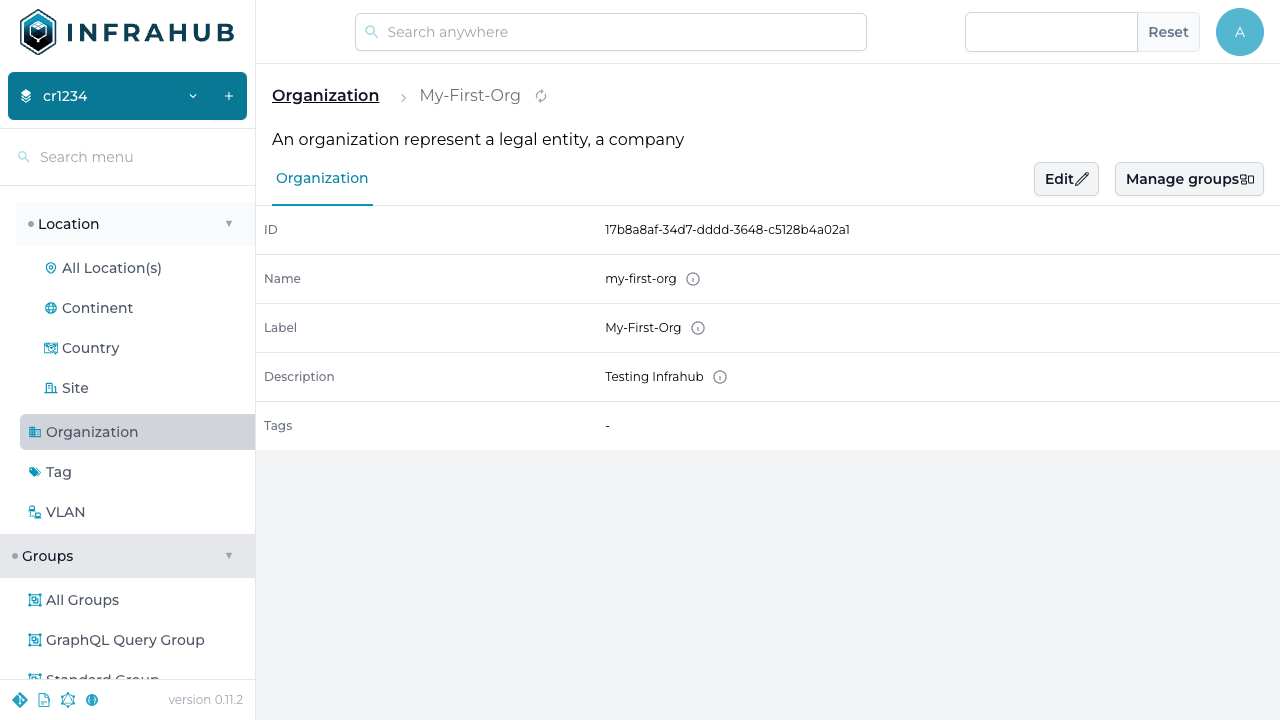 INFRAHUB
Search anywhere
Reset
A
cr1234
+
Search menu
Location
All Location(s)
Continent
Country
Site
Organization
Tag
VLAN
Groups
All Groups
GraphQL Query Group
Standard Group
version 0.11.2
Organization > My-First-Org
An organization represent a legal entity, a company
Organization
Edit
Manage groups
ID 17b8a8af-34d7-dddd-3648-c5128b4a02a1
Name my-first-org
Label My-First-Org
Description Testing Infrahub
Tags -